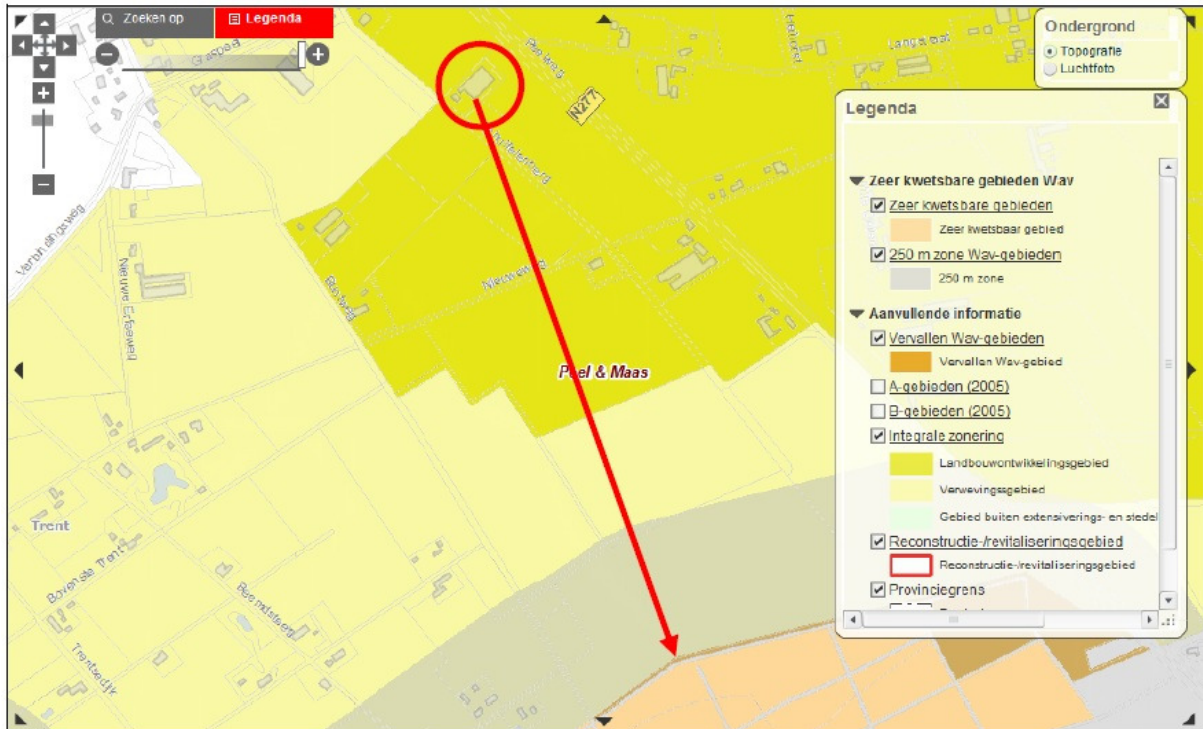 Zoeken op
Legenda
Ondergrond
Topografie
Luchtfoto
Graspeel
Peelweg
Langstraat
N277
Legenda
Zeer kwetsbare gebieden Wav
Zeer kwetsbare gebieden
Zeer kwetsbaar gebied
250 m zone Wav-gebieden
250 m zone
Aanvullende informatie
Vervallen Wav-gebieden
Vervallen Wav-gebied
A-gebieden (2005)
B-gebieden (2005)
Integrale zonering
Landbouwontwikkelingsgebied
Verwevingsgebied
Gebied buiten extensiverings- en stedel
Reconstructie-/revitaliseringsgebied
Reconstructie-/revitaliseringsgebied
Provinciegrens
Verbindingsweg
Peel & Maas
Trent
Bovenste Trent
Beemdsteeg
Trentsedijk